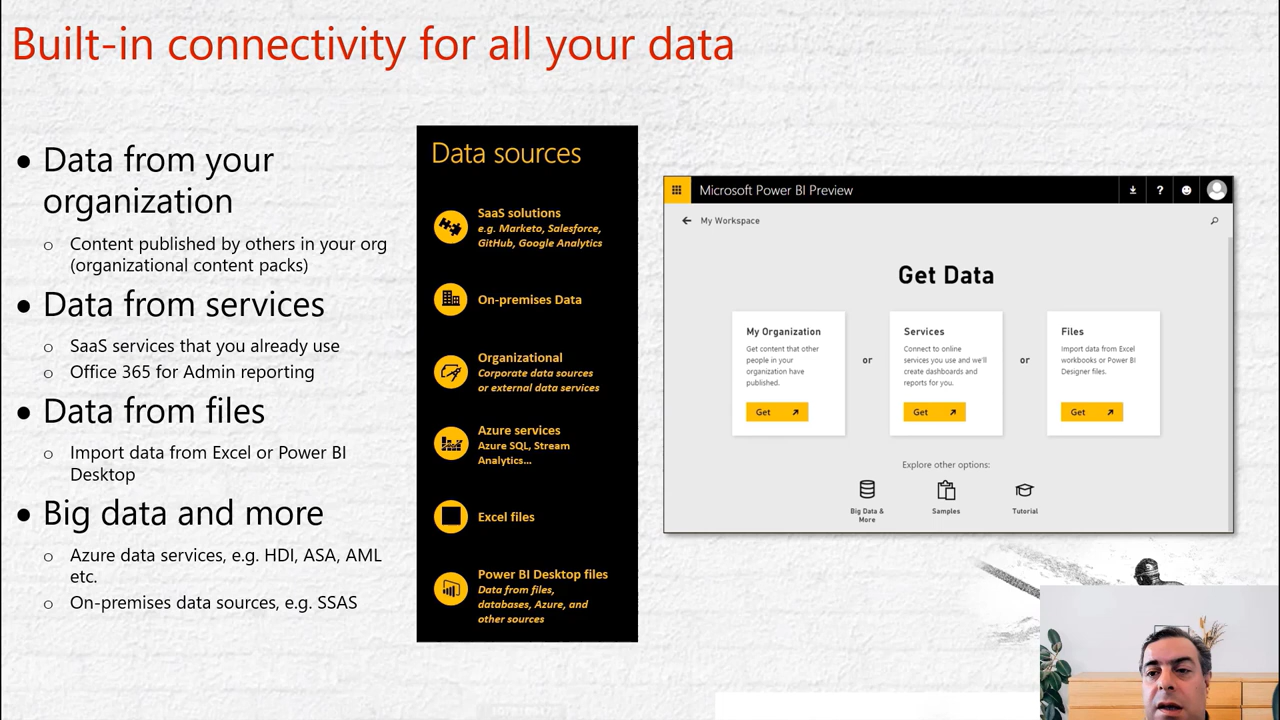 Built-in connectivity for all your data
• Data from your
organization
o Content published by others in your org
(organizational content packs)
• Data from services
o SaaS services that you already use
o Office 365 for Admin reporting
• Data from files
o Import data from Excel or Power BI
Desktop
• Big data and more
o Azure data services, e.g. HDI, ASA, AML
etc.
o On-premises data sources, e.g. SSAS
Data sources
SaaS solutions
e.g. Marketo, Salesforce,
GitHub, Google Analytics
On-premises Data
Organizational
Corporate data sources
or external data services
Azure services
Azure SQL, Stream
Analytics...
Excel files
Power BI Desktop files
Data from files,
databases, Azure, and
other sources
Microsoft Power BI Preview
?
My Workspace
Get Data
My Organization
Get content that other
people in your
organization have
published.
Get
or
Services
Connect to online
services you use and we'll
create dashboards and
reports for you.
Get
or
Files
Import data from Excel
workbooks or Power BI
Designer files.
Get
Explore other options:
Big Data &
More
Samples
Tutorial